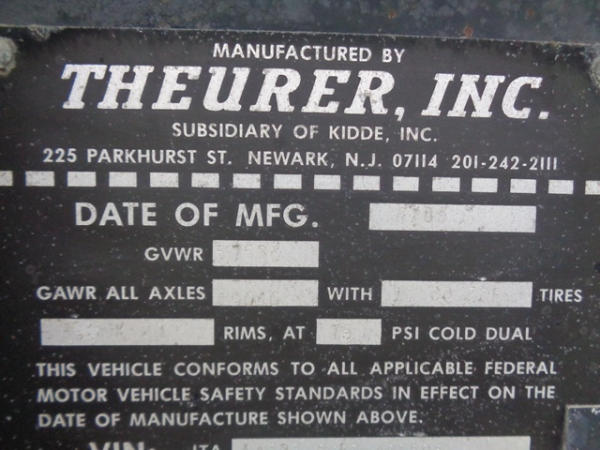 MANUFACTURED BY
THEURER, INC.
SUBSIDIARY OF KIDDE, INC.
225 PARKHURST ST. NEWARK, N.J. 07114 201-242-2111
DATE OF MFG.
GVWR
GAWR ALL AXLES WITH TIRES
RIMS, AT PSI COLD DUAL
THIS VEHICLE CONFORMS TO ALL APPLICABLE FEDERAL
MOTOR VEHICLE SAFETY STANDARDS IN EFFECT ON THE
DATE OF MANUFACTURE SHOWN ABOVE.
VIN: